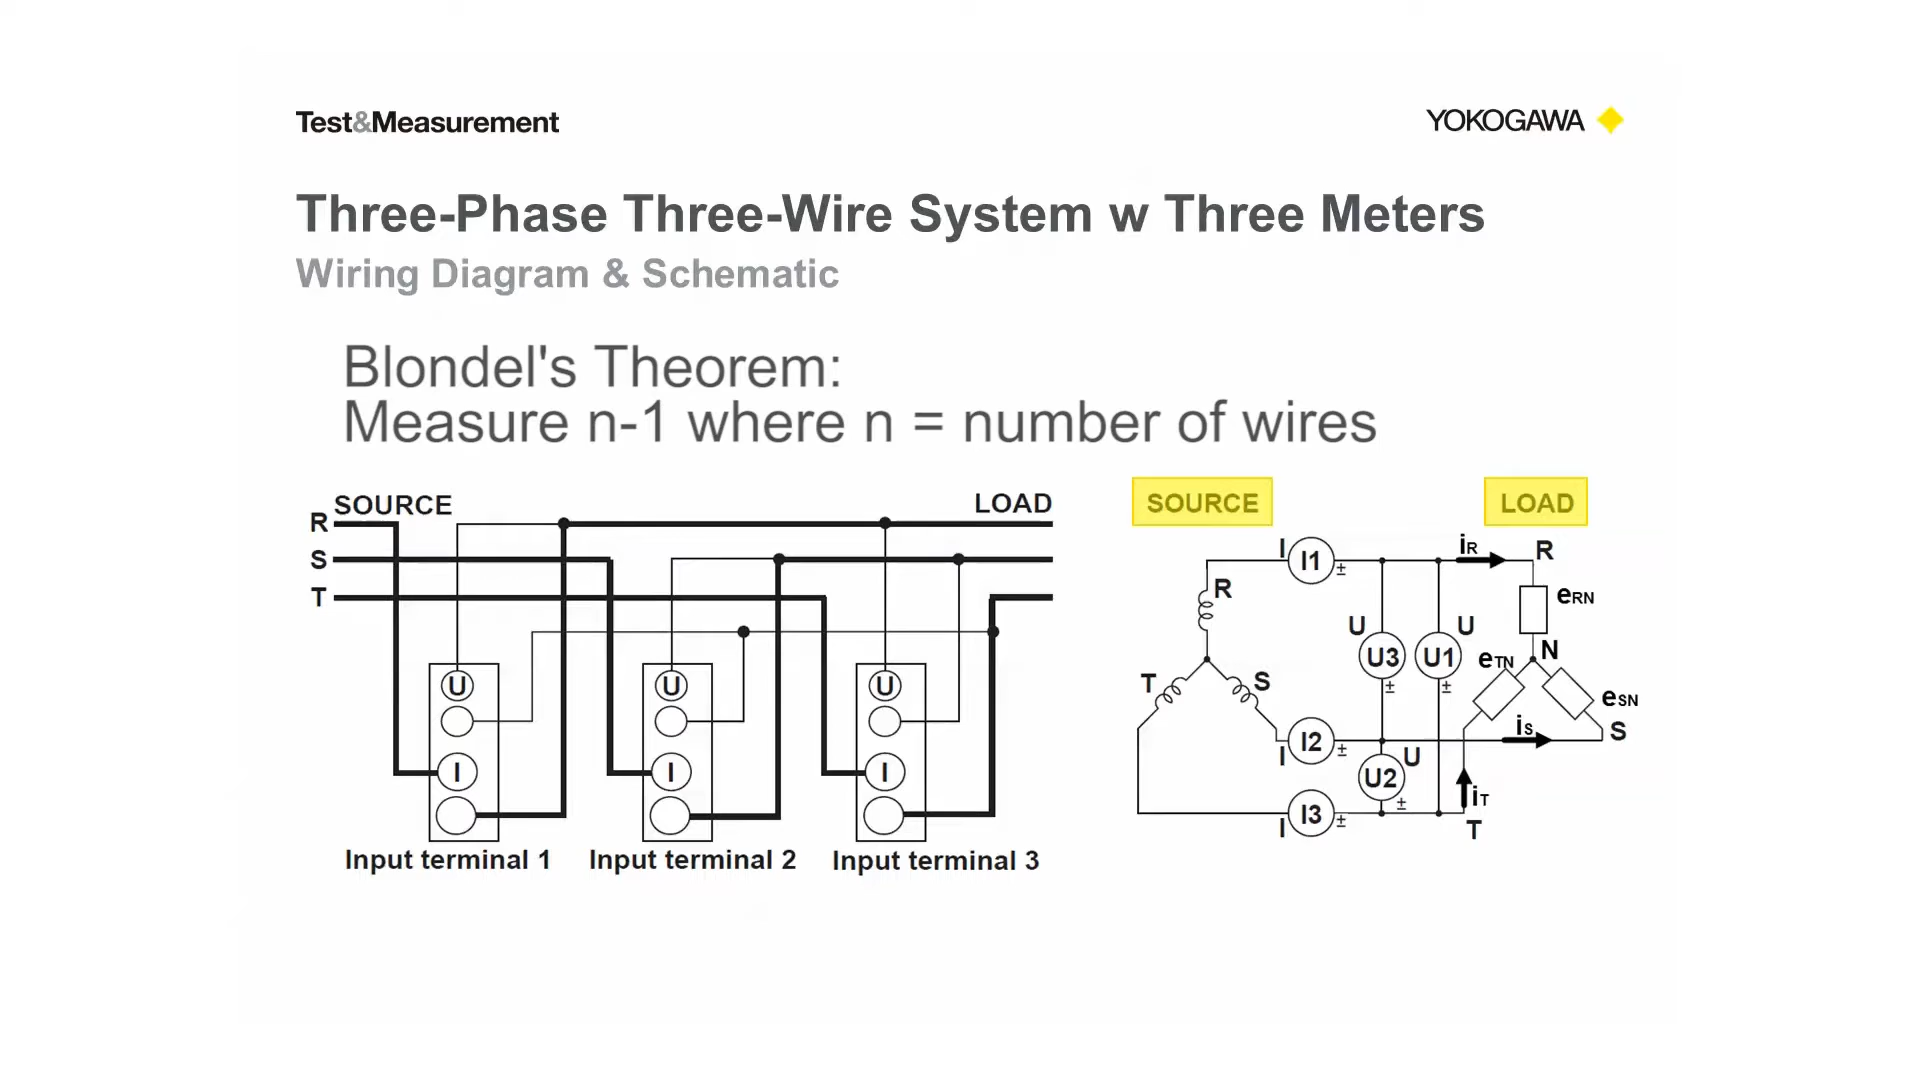 Test&Measurement
YOKOGAWA
Three-Phase Three-Wire System w Three Meters
Wiring Diagram & Schematic
Blondel's Theorem:
Measure n-1 where n = number of wires
SOURCE
LOAD
R
S
T
U
U
U
I
I
I
Input terminal 1
Input terminal 2
Input terminal 3
SOURCE
LOAD
I
I1
±
iR
R
R
eRN
U
U
U3
U1
±
±
eTN
N
T
S
eSN
iS
S
I
I2
±
U
U2
±
iT
I
I3
±
T